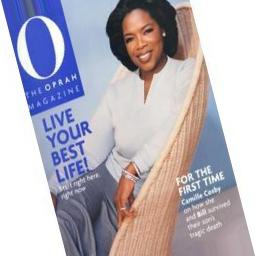 O
THE OPRAH
MAGAZINE
LIVE
YOUR
BEST
LIFE!
Start right here,
right now
FOR THE
FIRST TIME
Camille Cosby
on how she
and Bill survived
their son's
tragic death